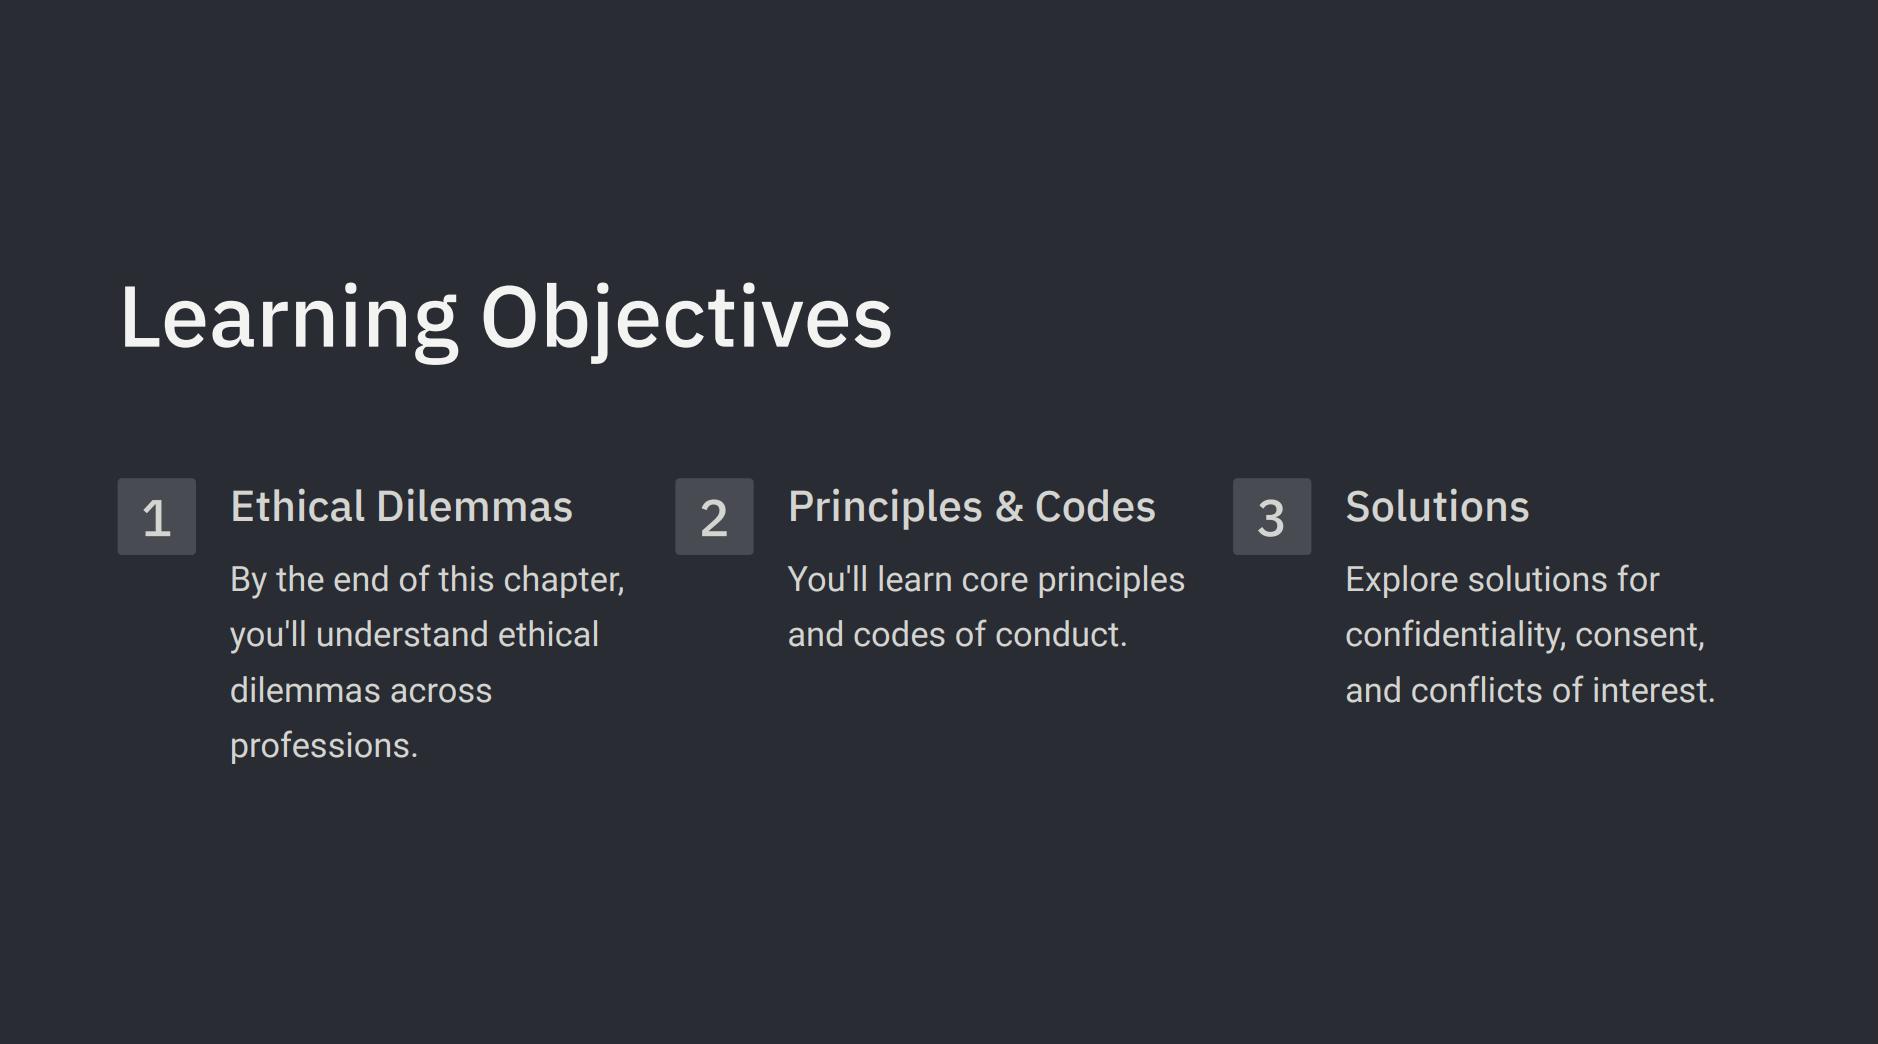 Learning Objectives
1
Ethical Dilemmas
By the end of this chapter,
you'll understand ethical
dilemmas across
professions.
2
Principles & Codes
You'll learn core principles
and codes of conduct.
3
Solutions
Explore solutions for
confidentiality, consent,
and conflicts of interest.